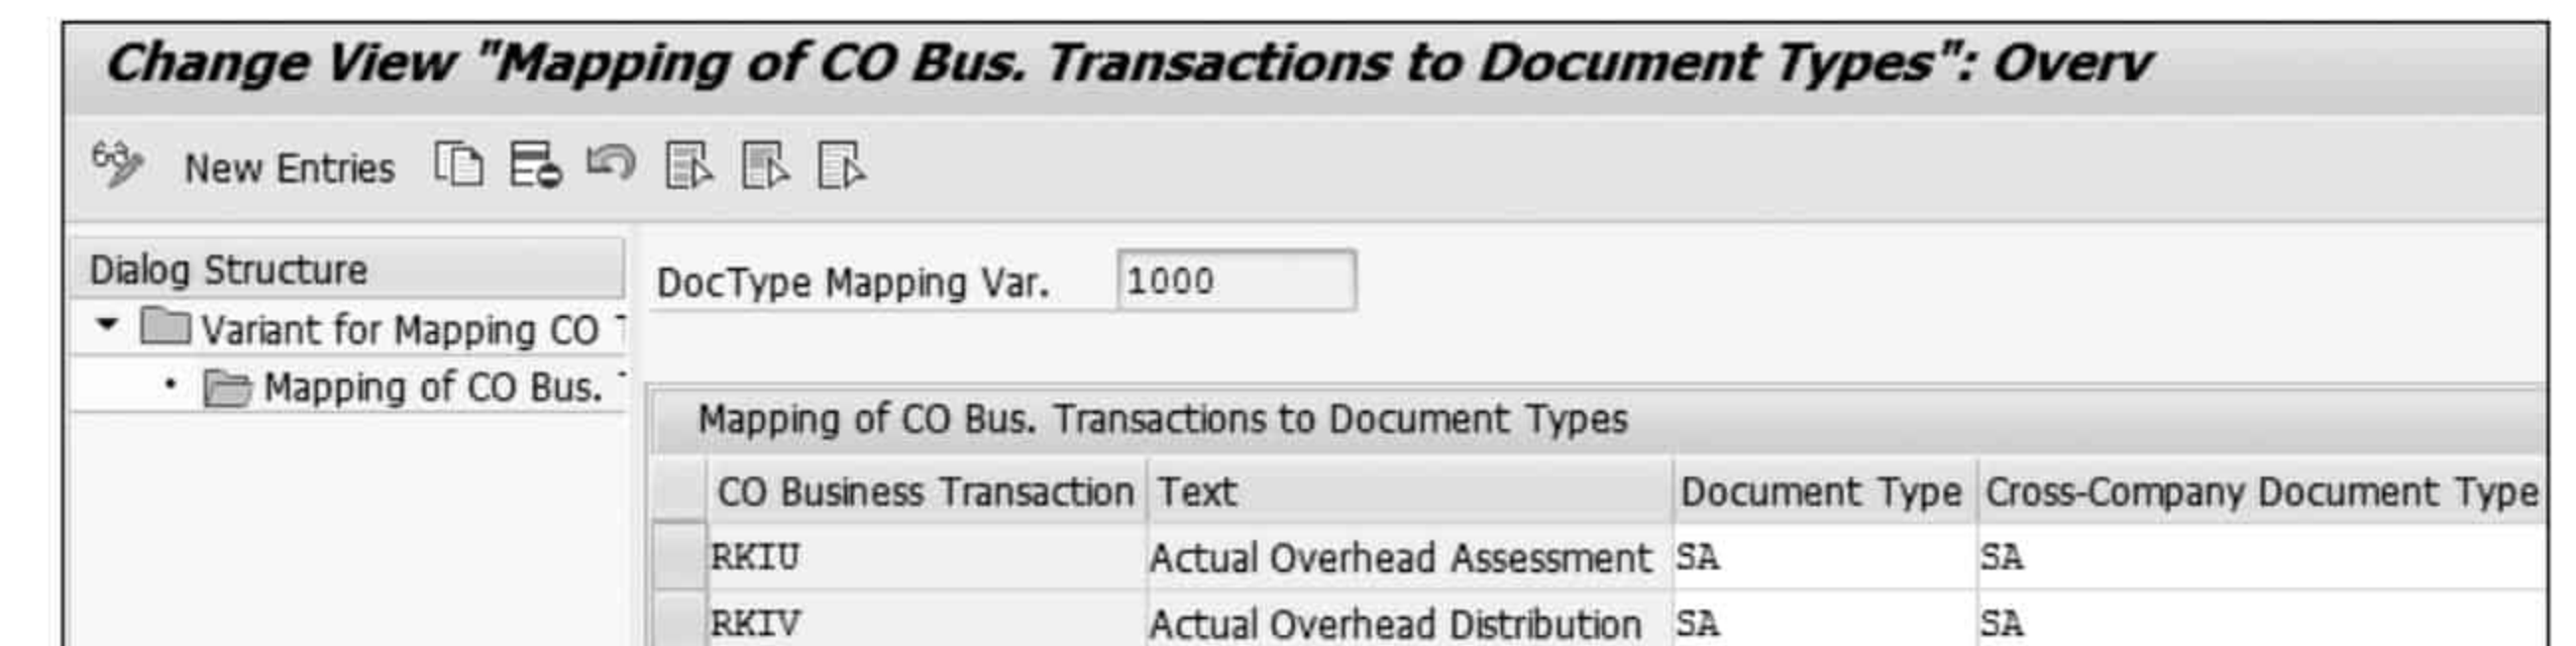 Change View "Mapping of CO Bus. Transactions to Document Types": Overv
New Entries
Dialog Structure
DocType Mapping Var. 1000
Variant for Mapping CO
Mapping of CO Bus.
Mapping of CO Bus. Transactions to Document Types
CO Business Transaction Text Document Type Cross-Company Document Type
RKIU Actual Overhead Assessment SA SA
RKIV Actual Overhead Distribution SA SA